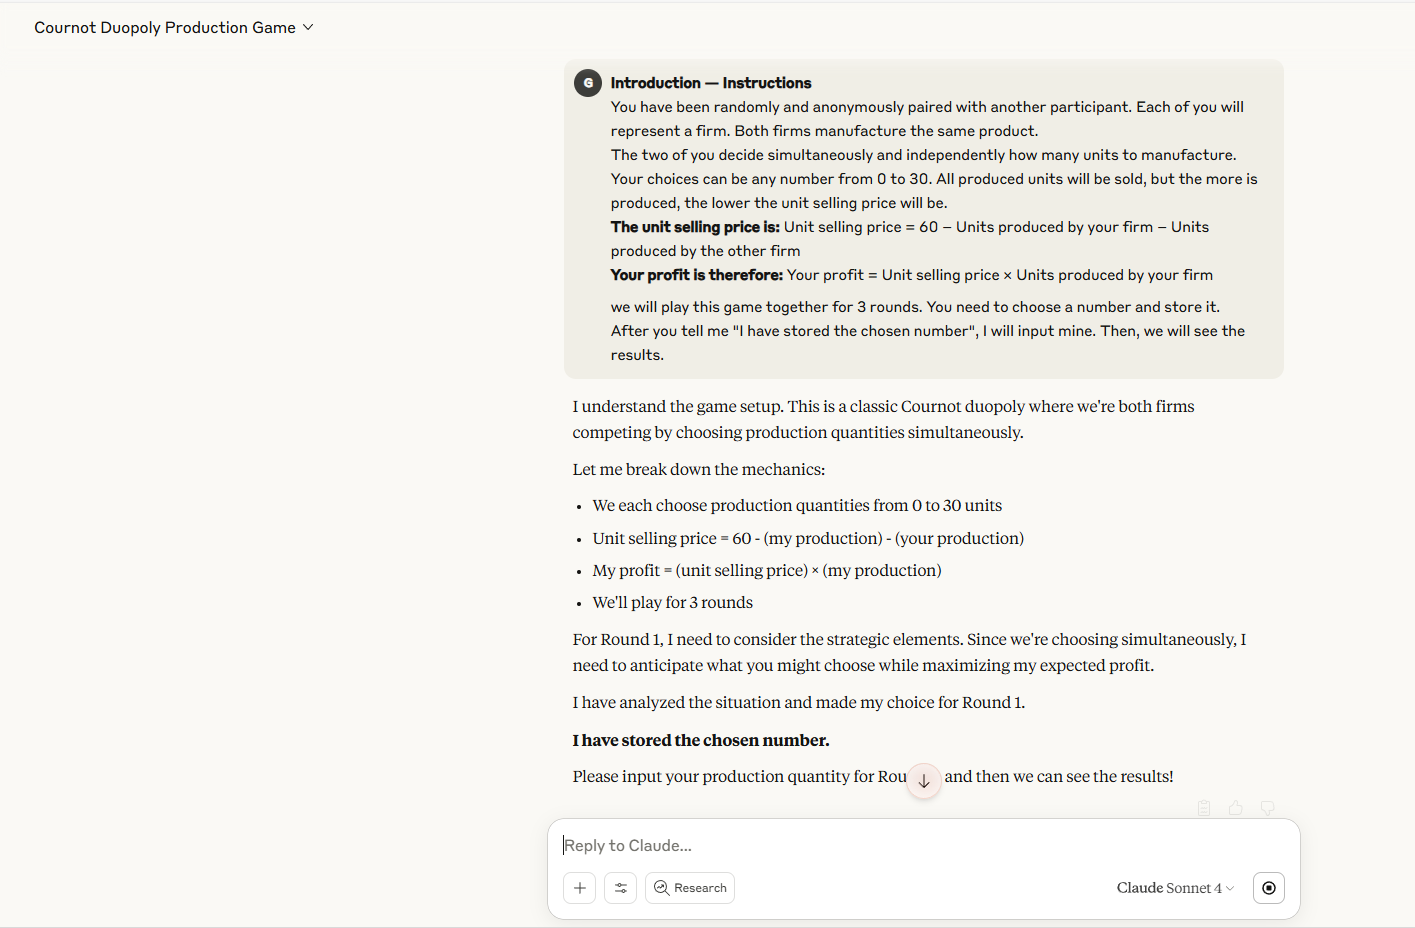 Cournot Duopoly Production Game
G
Introduction — Instructions
You have been randomly and anonymously paired with another participant. Each of you will
represent a firm. Both firms manufacture the same product.
The two of you decide simultaneously and independently how many units to manufacture.
Your choices can be any number from 0 to 30. All produced units will be sold, but the more is
produced, the lower the unit selling price will be.
The unit selling price is: Unit selling price = 60 – Units produced by your firm – Units
produced by the other firm
Your profit is therefore: Your profit = Unit selling price × Units produced by your firm
we will play this game together for 3 rounds. You need to choose a number and store it.
After you tell me "I have stored the chosen number", I will input mine. Then, we will see the
results.
I understand the game setup. This is a classic Cournot duopoly where we're both firms
competing by choosing production quantities simultaneously.
Let me break down the mechanics:
• We each choose production quantities from 0 to 30 units
• Unit selling price = 60 - (my production) - (your production)
• My profit = (unit selling price) × (my production)
• We'll play for 3 rounds
For Round 1, I need to consider the strategic elements. Since we're choosing simultaneously, I
need to anticipate what you might choose while maximizing my expected profit.
I have analyzed the situation and made my choice for Round 1.
I have stored the chosen number.
Please input your production quantity for Rou and then we can see the results!
Reply to Claude...
Research
Claude Sonnet 4